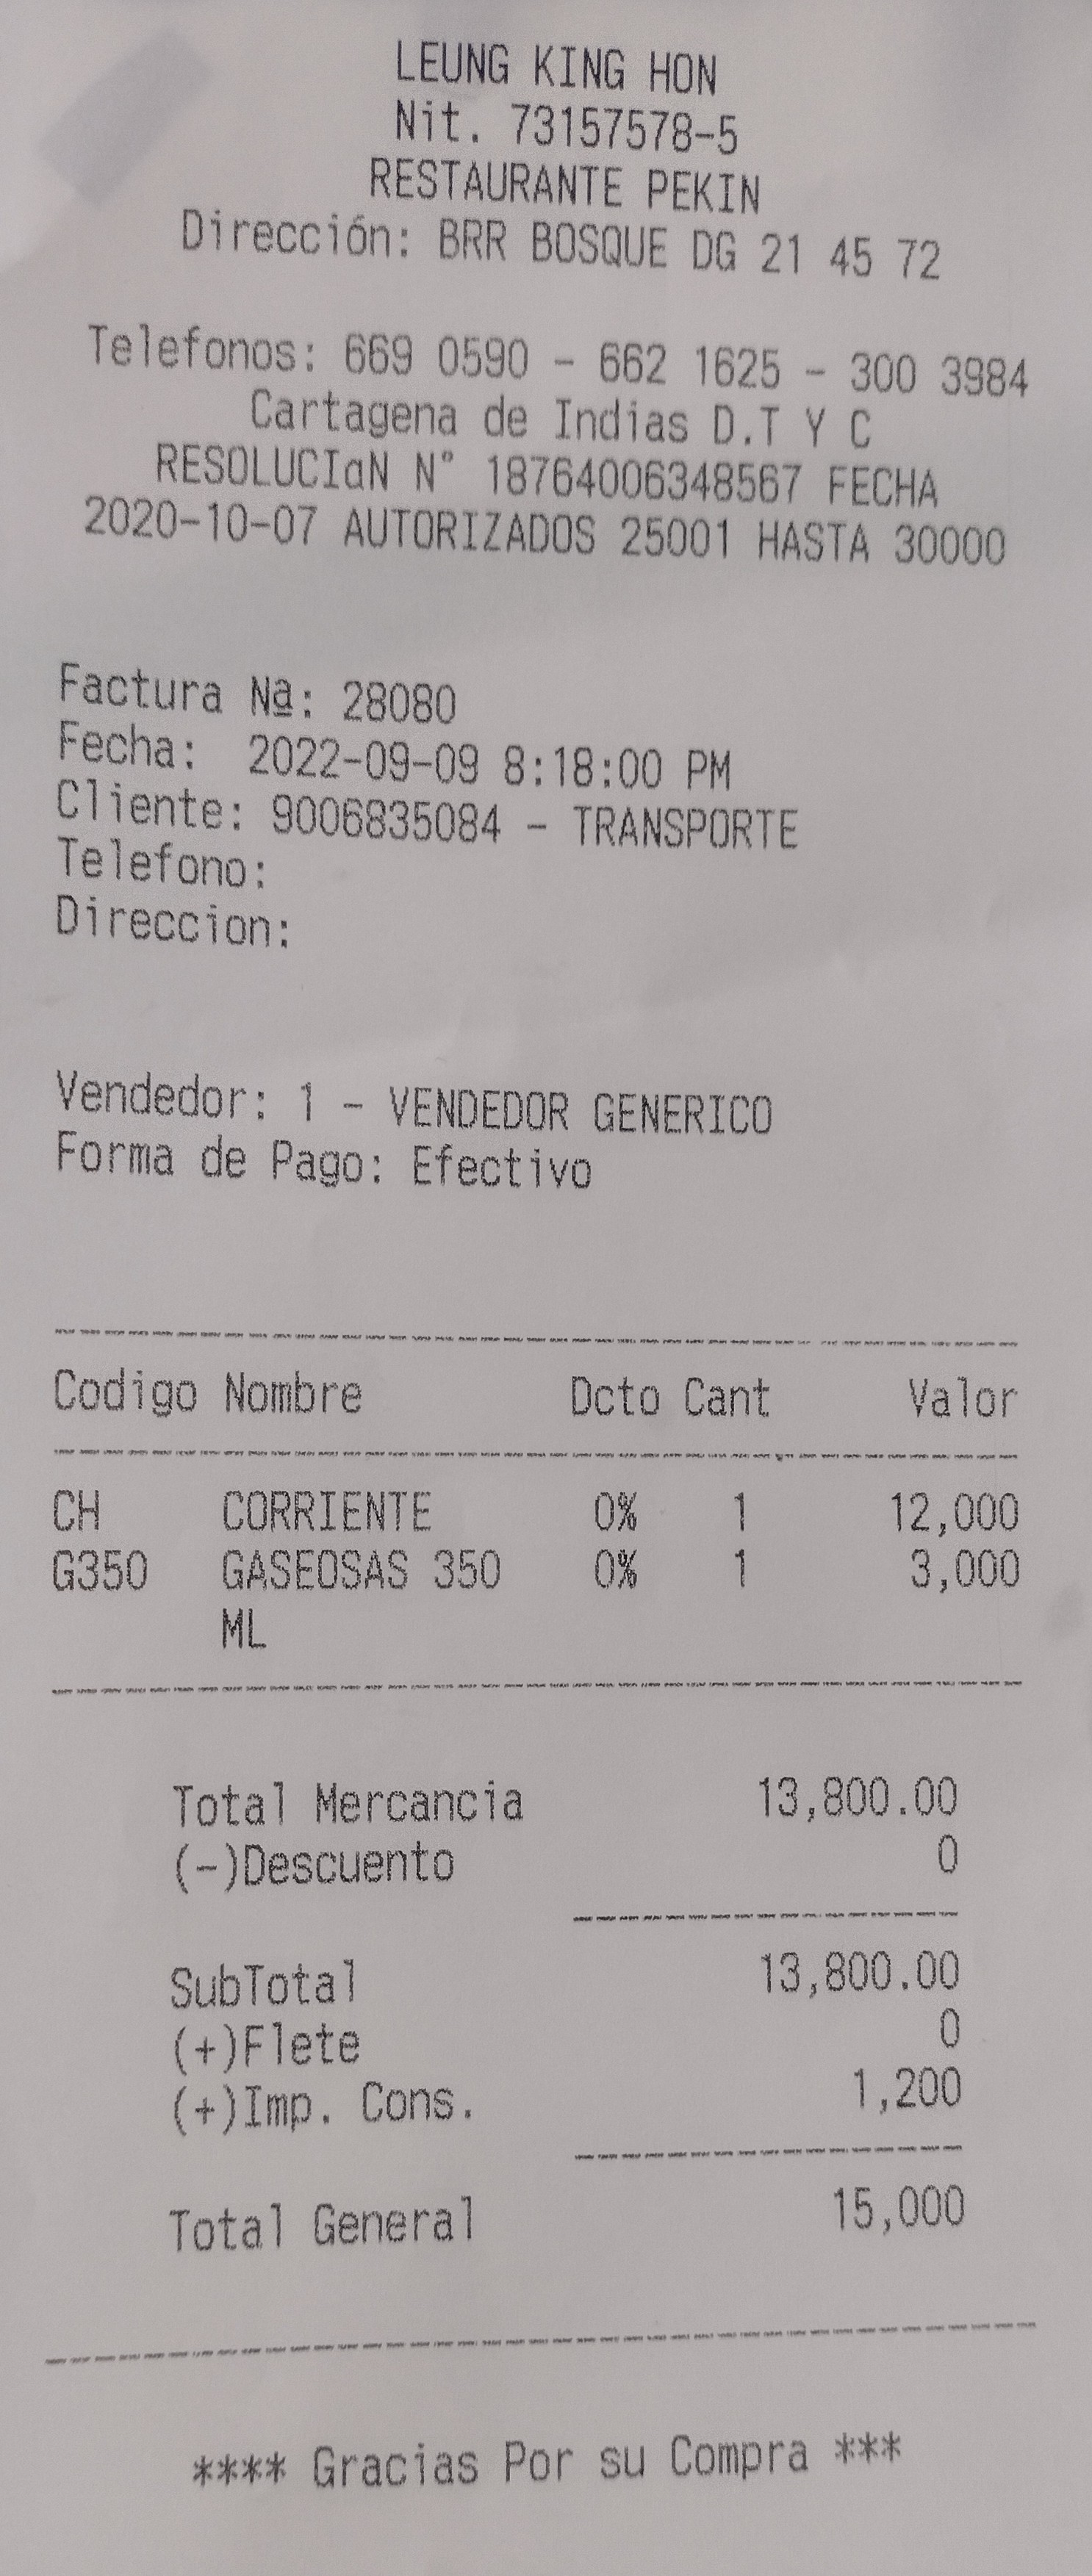 LEUNG KING HON
Nit. 73157578-5
RESTAURANTE PEKIN
Dirección: BRR BOSQUE DG 21 45 72
Telefonos: 669 0590 - 662 1625 - 300 3984
Cartagena de Indias D.T Y C
RESOLUCIαN N° 18764006348567 FECHA
2020-10-07 AUTORIZADOS 25001 HASTA 30000
Factura Nª: 28080
Fecha: 2022-09-09 8:18:00 PM
Cliente: 9006835084 - TRANSPORTE
Telefono:
Direccion:
Vendedor: 1 - VENDEDOR GENERICO
Forma de Pago: Efectivo
Codigo Nombre Dcto Cant Valor
CH CORRIENTE 0% 1 12,000
G350 GASEOSAS 350 0% 1 3,000
ML
Total Mercancia 13,800.00
(-)Descuento 0
SubTotal 13,800.00
(+)Flete 0
(+)Imp. Cons. 1,200
Total General 15,000
**** Gracias Por su Compra ***